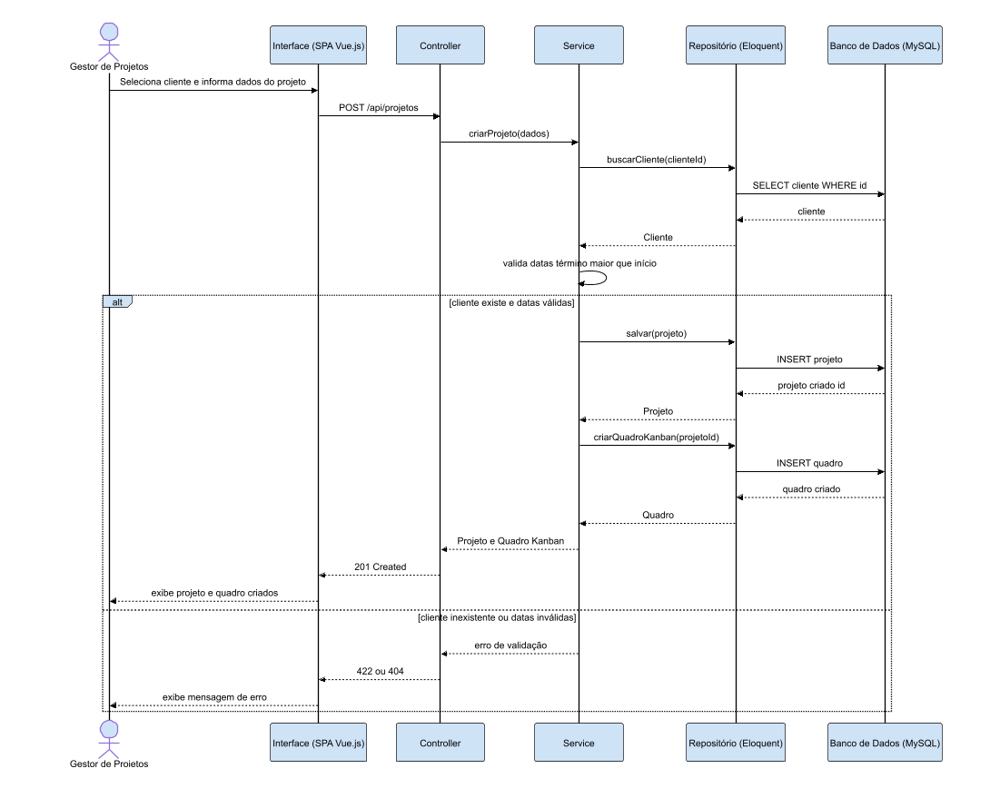 Gestor de Projetos
Interface (SPA Vue.js)
Controller
Service
Repositório (Eloquent)
Banco de Dados (MySQL)
Seleciona cliente e informa dados do projeto
POST /api/projetos
criarProjeto(dados)
buscarCliente(clienteId)
SELECT cliente WHERE id
cliente
Cliente
valida datas término maior que início
alt
[cliente existe e datas válidas]
salvar(projeto)
INSERT projeto
projeto criado id
Projeto
criarQuadroKanban(projetoId)
INSERT quadro
quadro criado
Quadro
Projeto e Quadro Kanban
201 Created
exibe projeto e quadro criados
[cliente inexistente ou datas inválidas]
erro de validação
422 ou 404
exibe mensagem de erro
Gestor de Projetos
Interface (SPA Vue.js)
Controller
Service
Repositório (Eloquent)
Banco de Dados (MySQL)